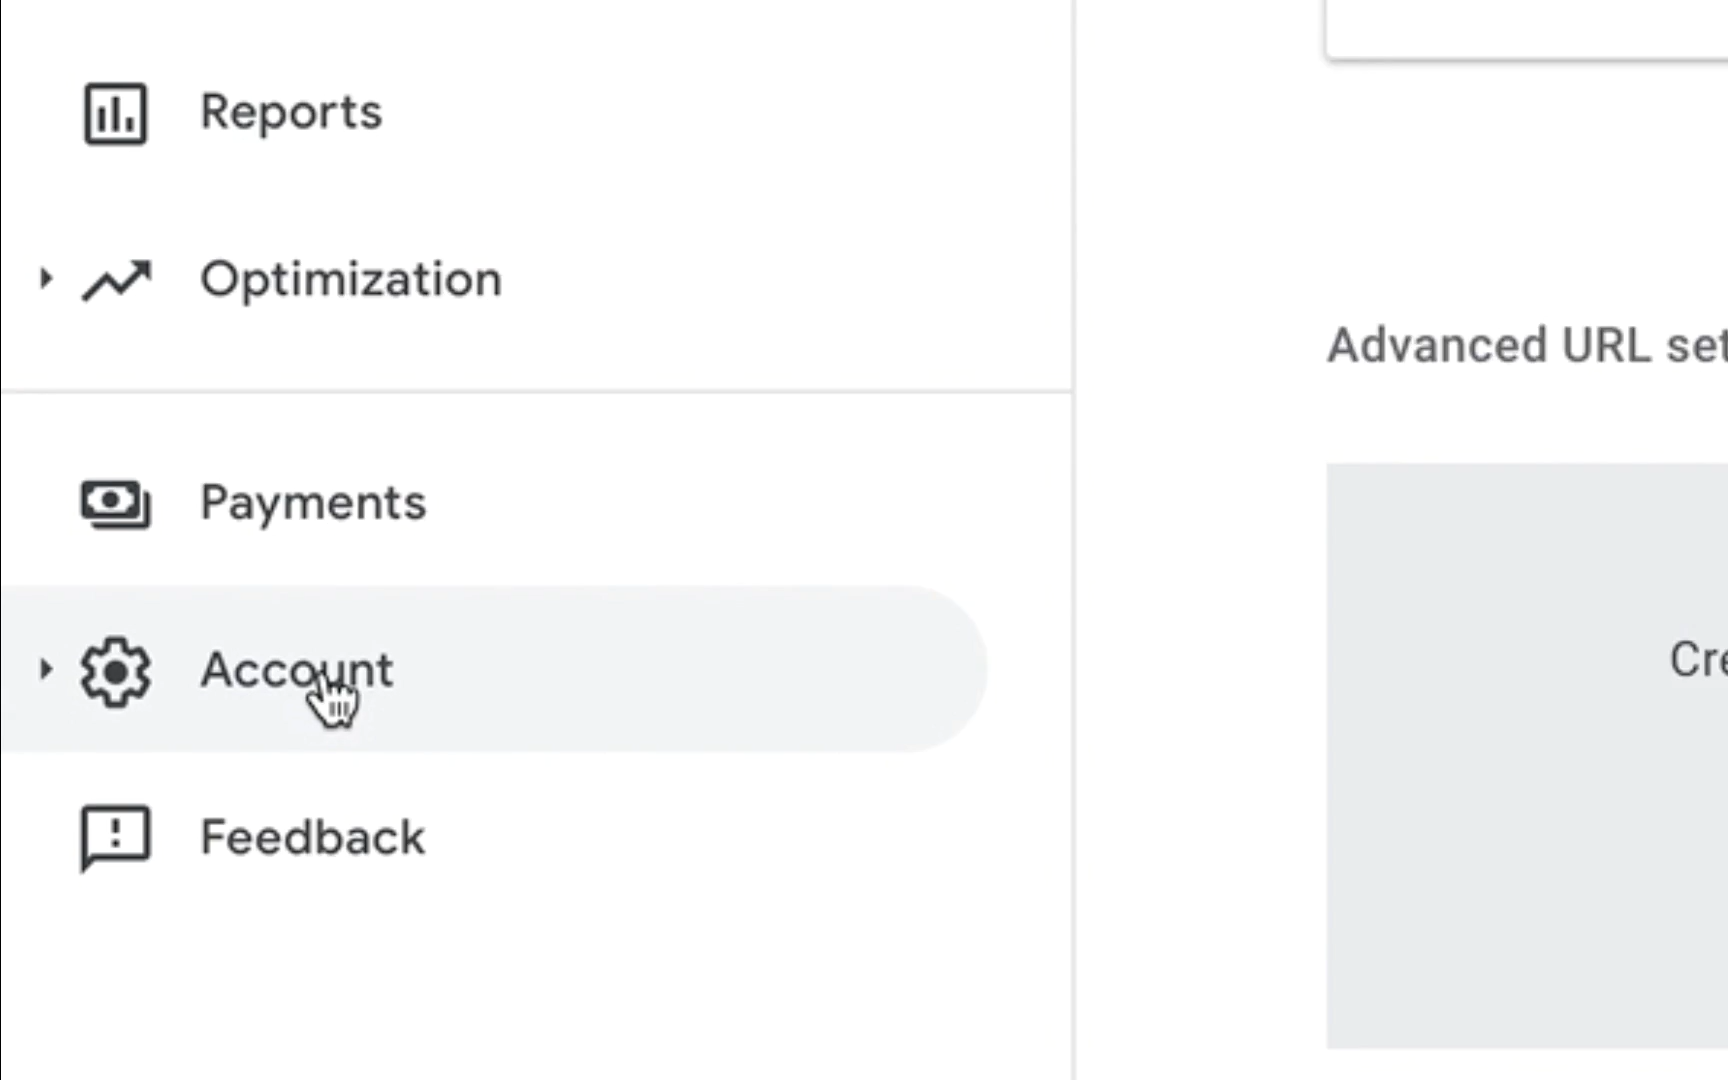 Reports
Optimization
Payments
Account
Feedback
Advanced URL set
Cre